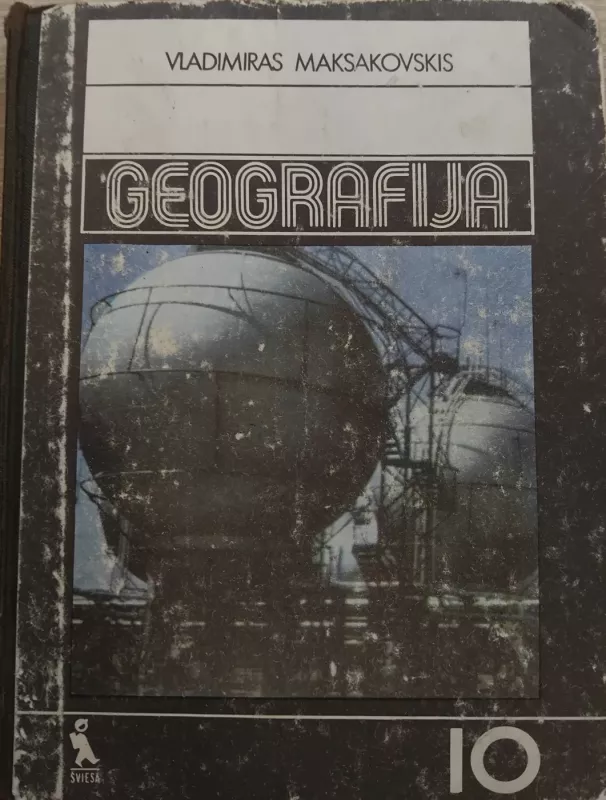 VLADIMIRAS MAKSAKOVSKIS
GEOGRAFIJA
ŠVIESA
10